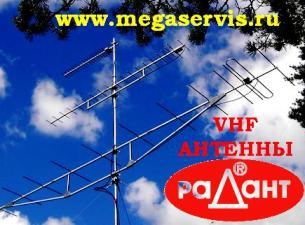 www.megaservis.ru
VHF
АНТЕННЫ
®
раДант